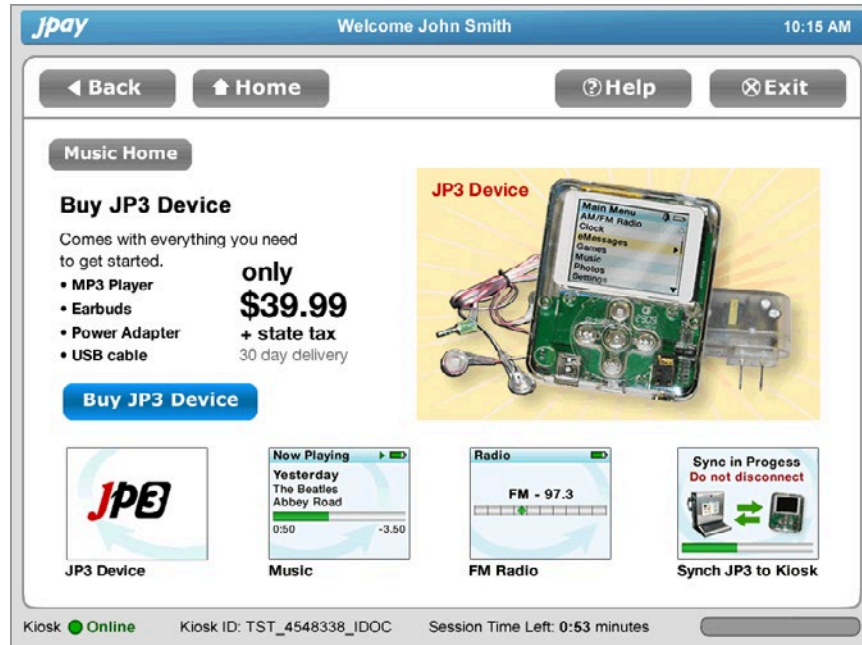 Jpay
Welcome John Smith
10:15 AM
Back
Home
Help
Exit
Music Home
Buy JP3 Device
Comes with everything you need
to get started.
• MP3 Player
• Earbuds
• Power Adapter
• USB cable
only
$39.99
+ state tax
30 day delivery
Buy JP3 Device
JP3 Device
Main Menu
AM/FM Radio
Clock
eMessages
Games
Music
Photos
Settings
JP3
JP3 Device
Now Playing
Yesterday
The Beatles
Abbey Road
0:50
-3.50
Music
Radio
FM - 97.3
FM Radio
Sync in Progess
Do not disconnect
Synch JP3 to Kiosk
Kiosk Online
Kiosk ID: TST_4548338_IDOC
Session Time Left: 0:53 minutes